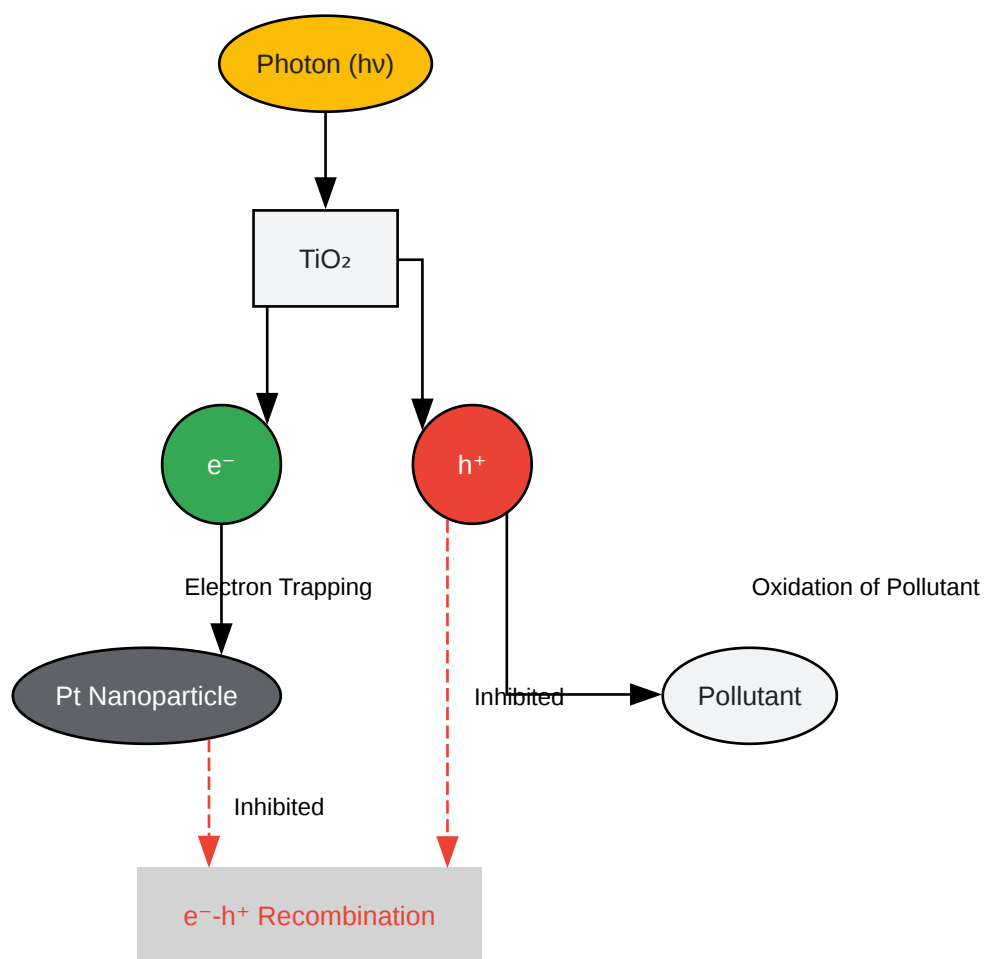 Photon (hν)
TiO₂
e⁻
h⁺
Electron Trapping
Oxidation of Pollutant
Pt Nanoparticle
Inhibited
Pollutant
Inhibited
e⁻-h⁺ Recombination